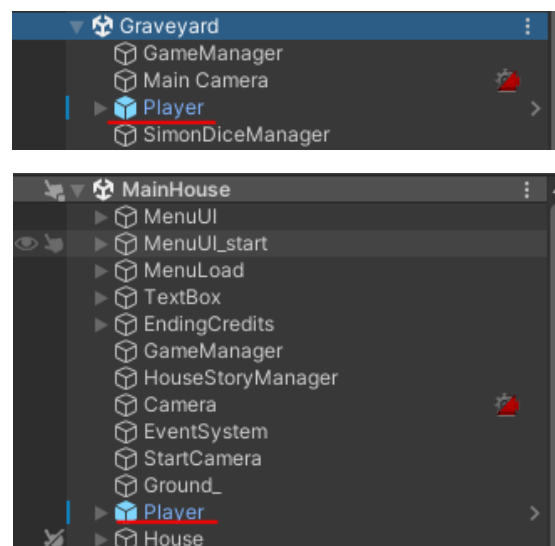 Graveyard
GameManager
Main Camera
Player
SimonDiceManager
MainHouse
MenuUI
MenuUI_start
MenuLoad
TextBox
EndingCredits
GameManager
HouseStoryManager
Camera
EventSystem
StartCamera
Ground_
Player
House